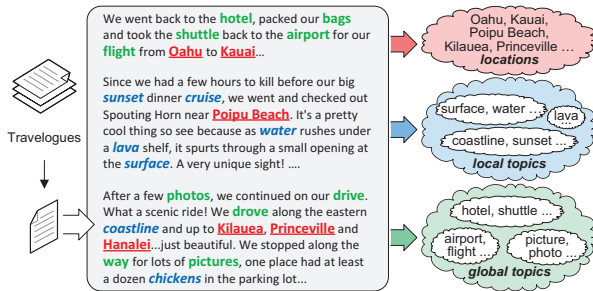 Travelogues
We went back to the hotel, packed our bags
and took the shuttle back to the airport for our
flight from Oahu to Kauai...
Since we had a few hours to kill before our big
sunset dinner cruise, we went and checked out
Spouting Horn near Poipu Beach. It's a pretty
cool thing so see because as water rushes under
a lava shelf, it spurts through a small opening at
the surface. A very unique sight! ....
After a few photos, we continued on our drive.
What a scenic ride! We drove along the eastern
coastline and up to Kilauea, Princeville and
Hanalei...just beautiful. We stopped along the
way for lots of pictures, one place had at least
a dozen chickens in the parking lot...
Oahu, Kauai,
Poipu Beach,
Kilauea, Princeville ...
locations
surface, water ...
lava
...
coastline, sunset ...
local topics
hotel, shuttle ...
airport,
flight ...
picture,
photo ...
global topics